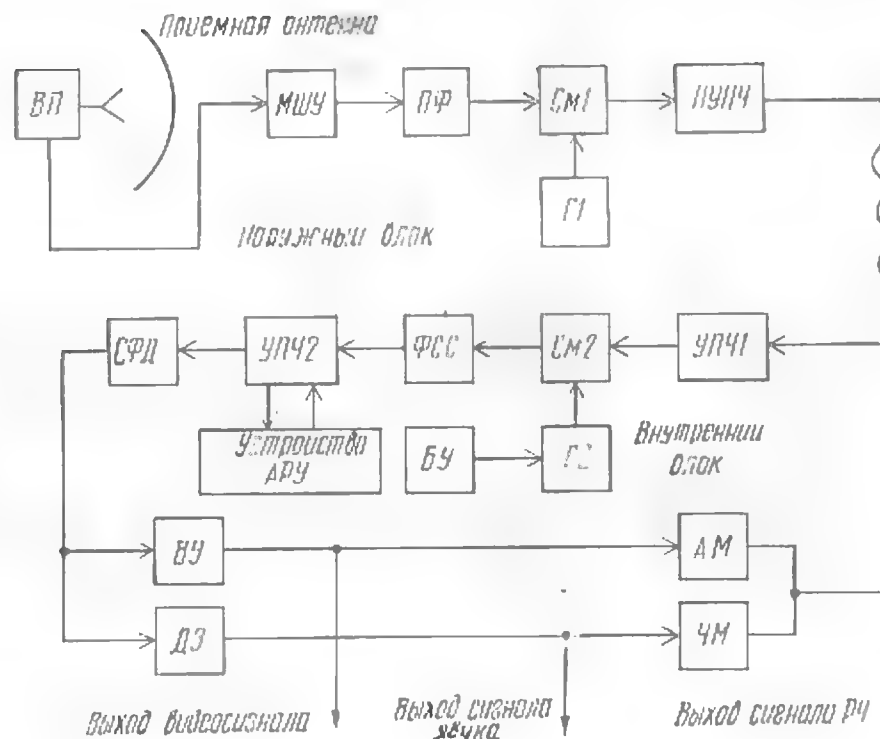 Приемная антенна
ВП
МШУ
ПФ
См1
ПУПЧ
Г1
Наружный блок
СФД
УПЧ2
ФСС
См2
УПЧ1
Устройство
АРУ
БУ
Г2
Внутренний
блок
ВУ
АМ
ДЗ
ЧМ
Выход видеосигнала
Выход сигнала
звука
Выход сигнала РЧ